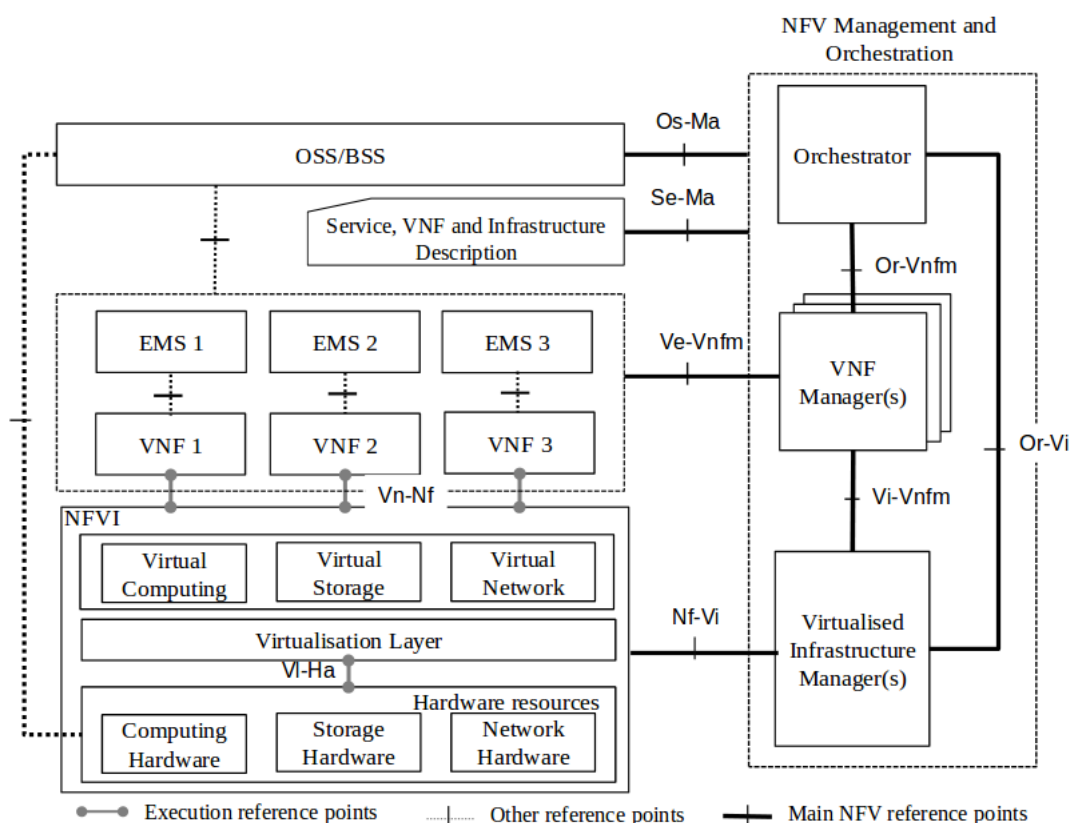 NFV Management and
Orchestration
OSS/BSS
Os-Ma
Orchestrator
Se-Ma
Service, VNF and Infrastructure
Description
Or-Vnfm
EMS 1
EMS 2
EMS 3
Ve-Vnfm
VNF
Manager(s)
VNF 1
VNF 2
VNF 3
Or-Vi
Vn-Nf
Vi-Vnfm
NFVI
Virtual
Computing
Virtual
Storage
Virtual
Network
Nf-Vi
Virtualised
Infrastructure
Manager(s)
Virtualisation Layer
Vl-Ha
Hardware resources
Computing
Hardware
Storage
Hardware
Network
Hardware
Execution reference points
Other reference points
Main NFV reference points